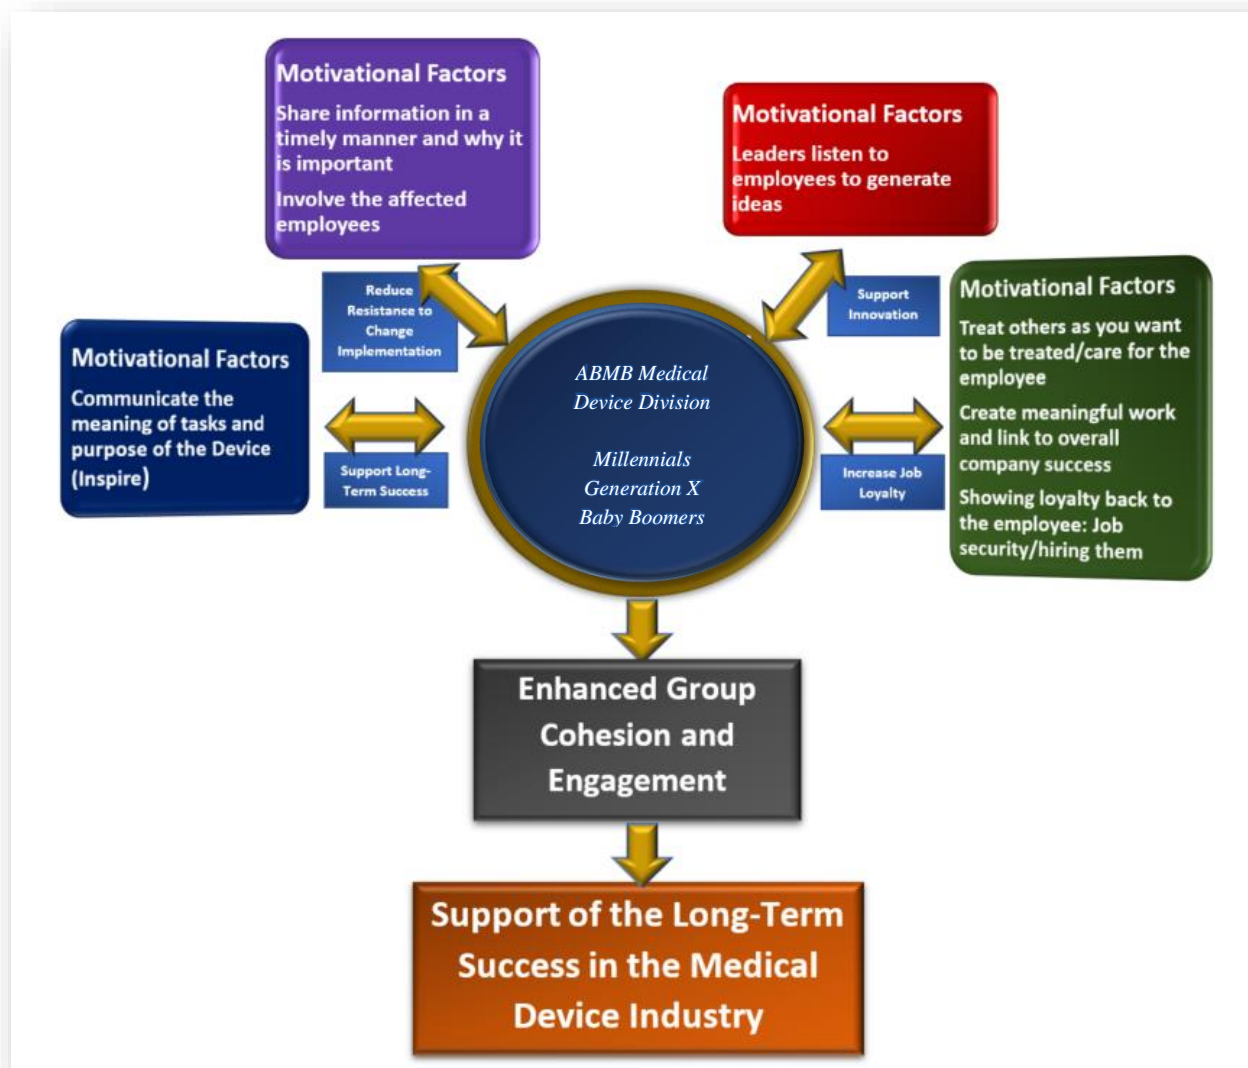 Motivational Factors
Share information in a
timely manner and why it
is important
Involve the affected
employees
Motivational Factors
Leaders listen to
employees to generate
ideas
Reduce
Resistance to
Change
Implementation
Support
Innovation
Motivational Factors
Communicate the
meaning of tasks and
purpose of the Device
(Inspire)
Support Long-
Term Success
ABMB Medical
Device Division
Millennials
Generation X
Baby Boomers
Increase Job
Loyalty
Motivational Factors
Treat others as you want
to be treated/care for the
employee
Create meaningful work
and link to overall
company success
Showing loyalty back to
the employee: Job
security/hiring them
Enhanced Group
Cohesion and
Engagement
Support of the Long-Term
Success in the Medical
Device Industry